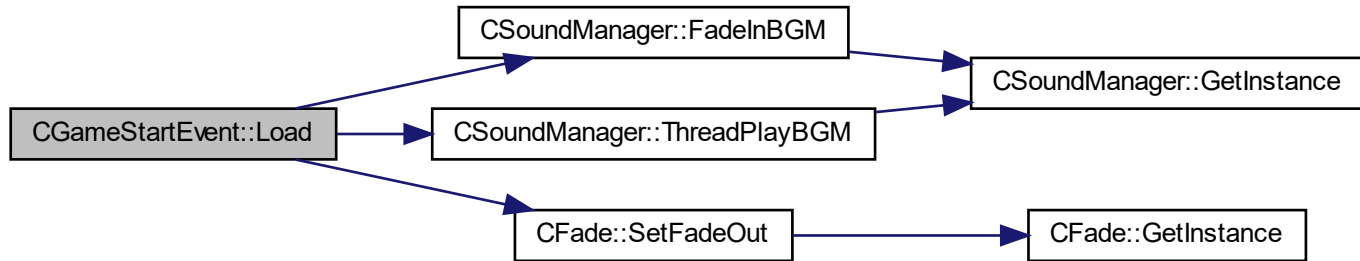 CSoundManager::FadeInBGM
CSoundManager::GetInstance
CGameStartEvent::Load
CSoundManager::ThreadPlayBGM
CFade::SetFadeOut
CFade::GetInstance